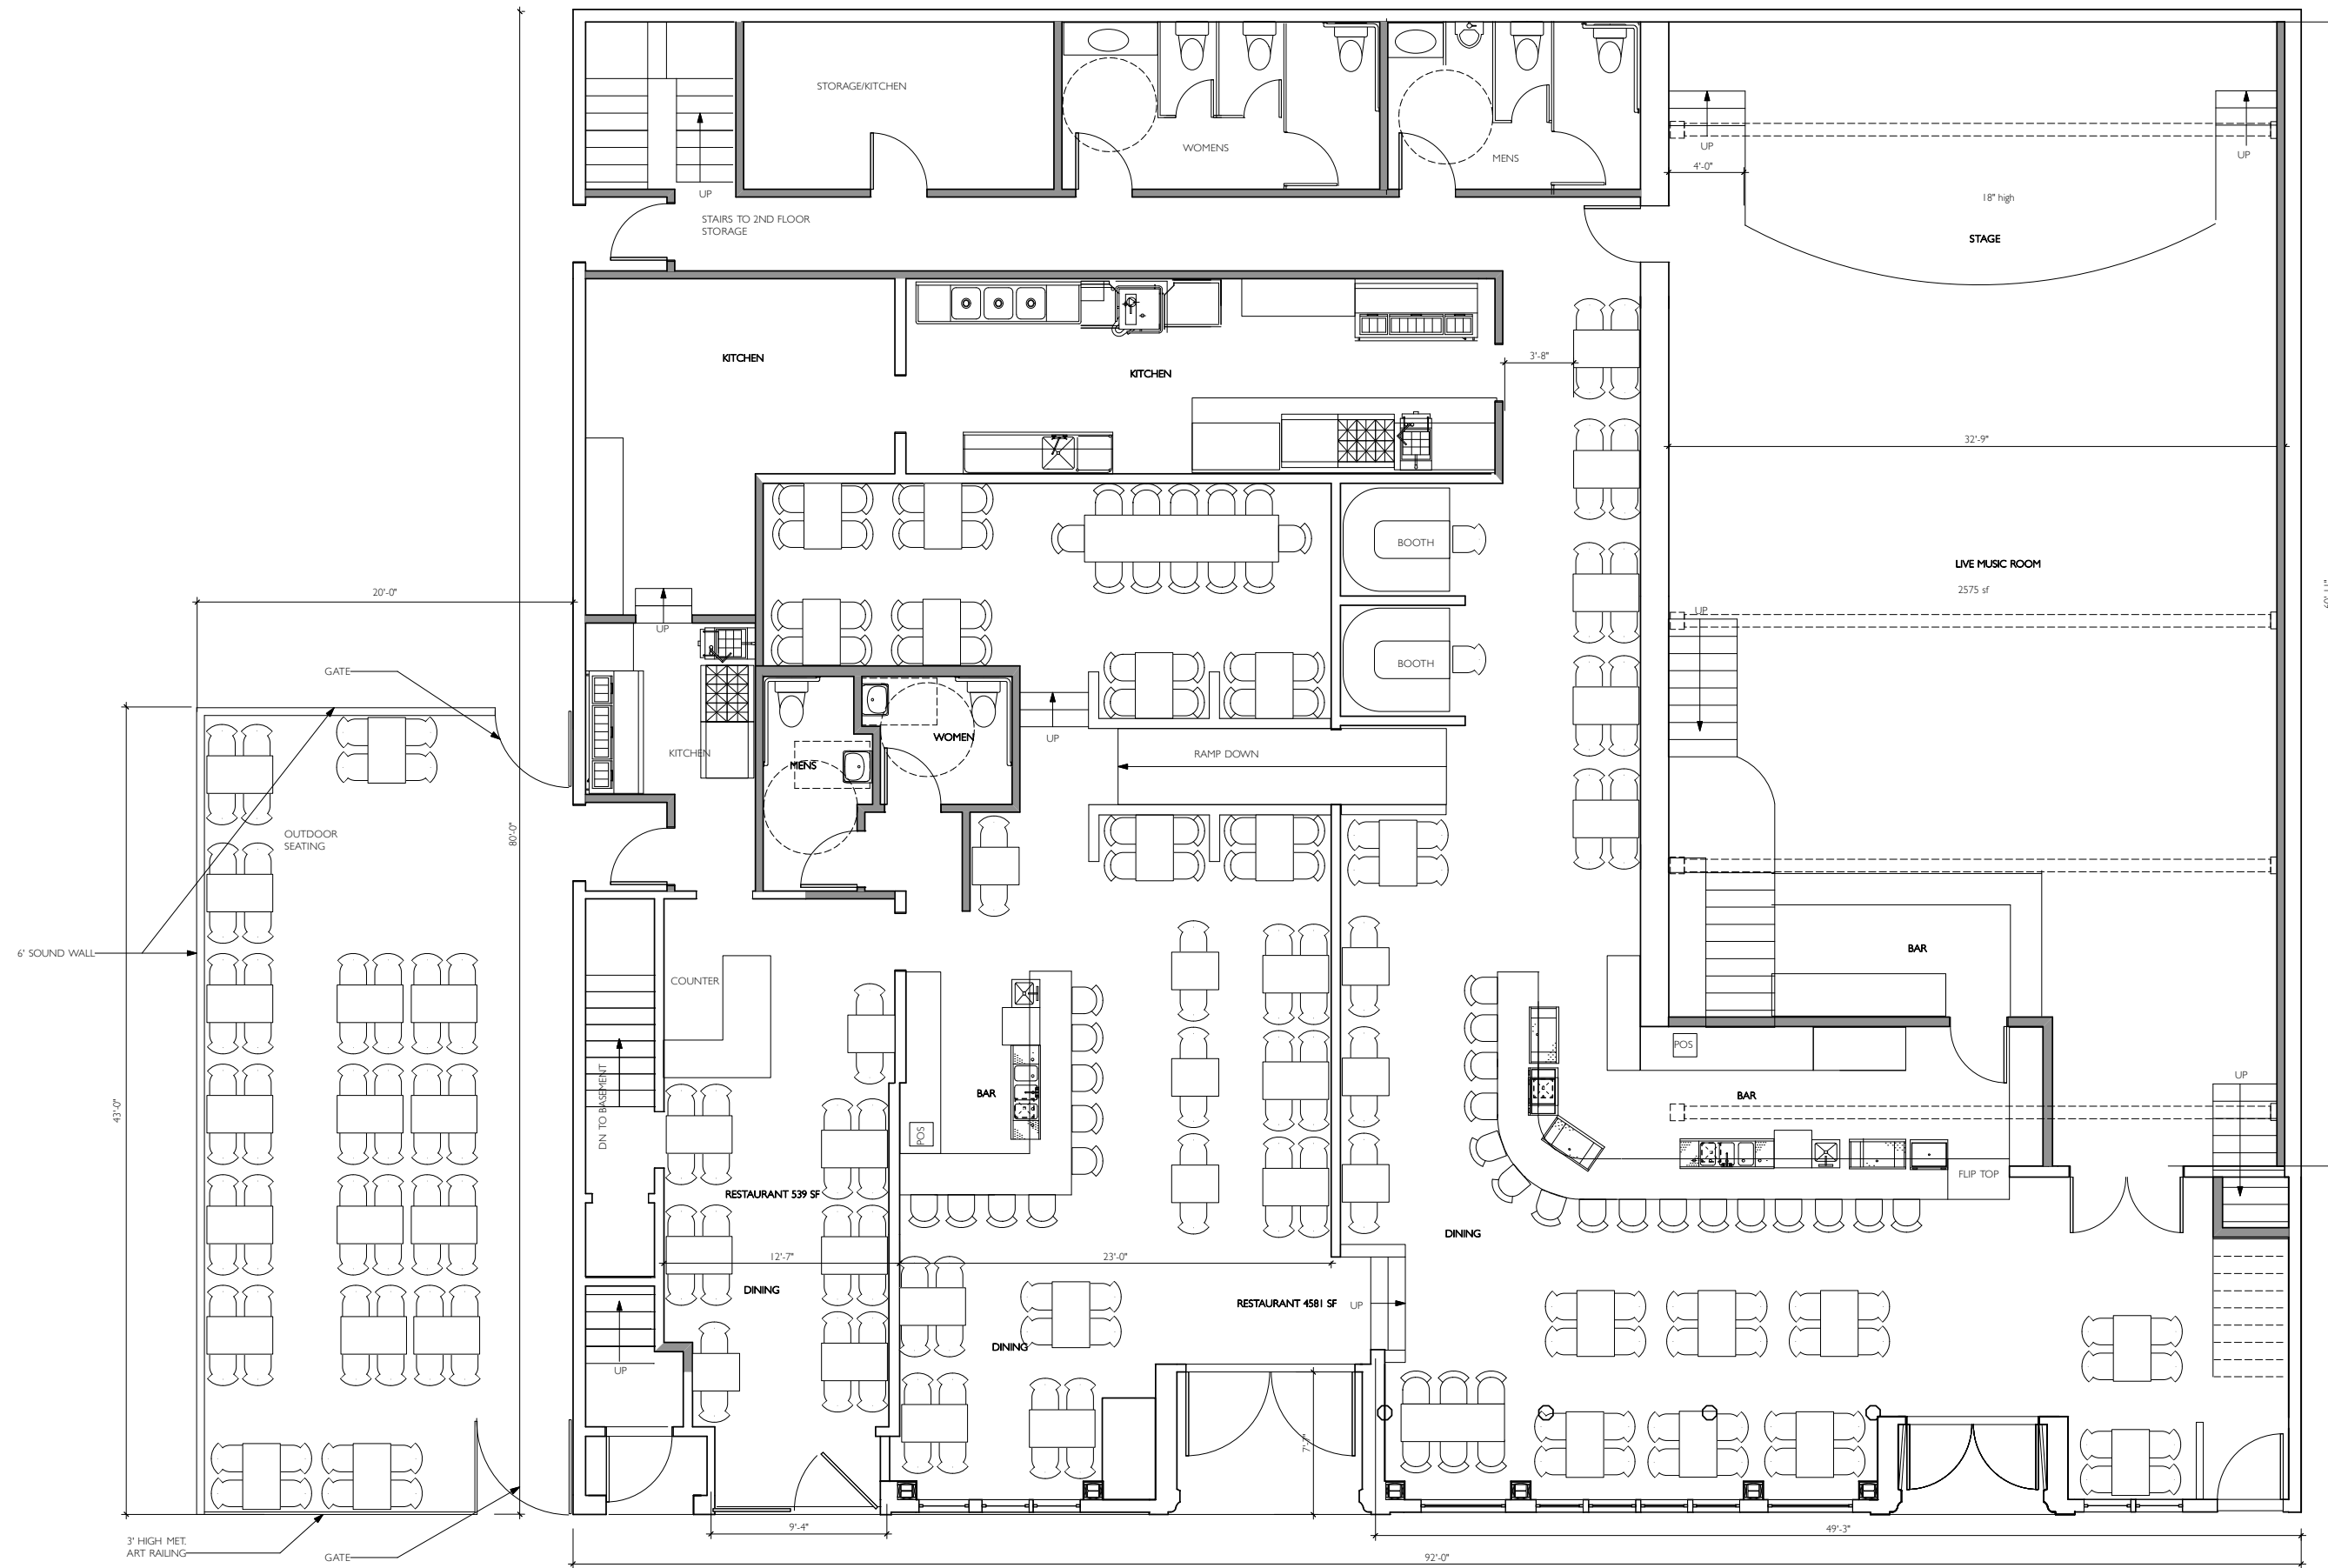 STORAGE/KITCHEN
WOMENS
MENS
UP
UP
UP
4'-0"
18" high
STAGE
STAIRS TO 2ND FLOOR
STORAGE
KITCHEN
KITCHEN
3'-8"
32'-9"
BOOTH
LIVE MUSIC ROOM
2575 sf
20'-0"
UP
UP
BOOTH
GATE
WOMEN
UP
KITCHEN
MENS
RAMP DOWN
OUTDOOR
SEATING
80'-0"
6' SOUND WALL
COUNTER
BAR
POS
43'-0"
DN TO BASEMENT
BAR
POS
BAR
UP
FLIP TOP
RESTAURANT 539 SF
DINING
12'-7"
23'-0"
DINING
RESTAURANT 4581 SF
UP
DINING
UP
7'-7"
3' HIGH MET.
ART RAILING
GATE
9'-4"
49'-3"
92'-0"